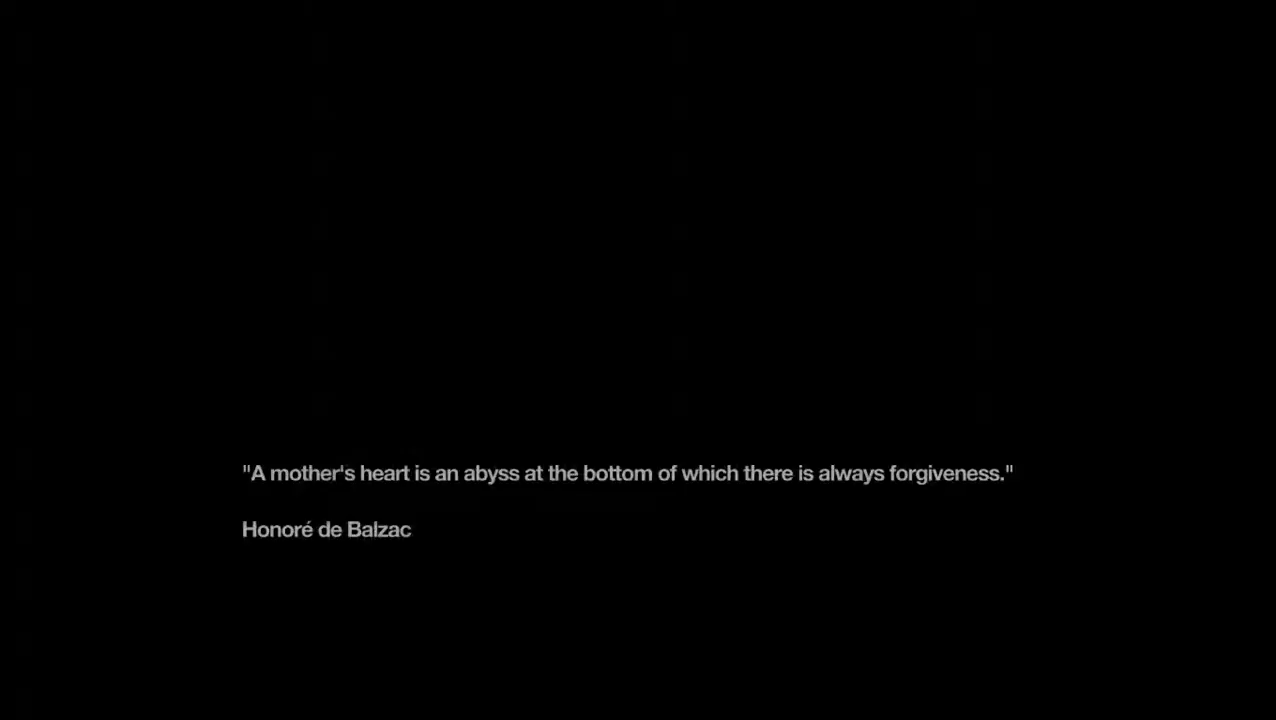 "A mother's heart is an abyss at the bottom of which there is always forgiveness."
Honoré de Balzac